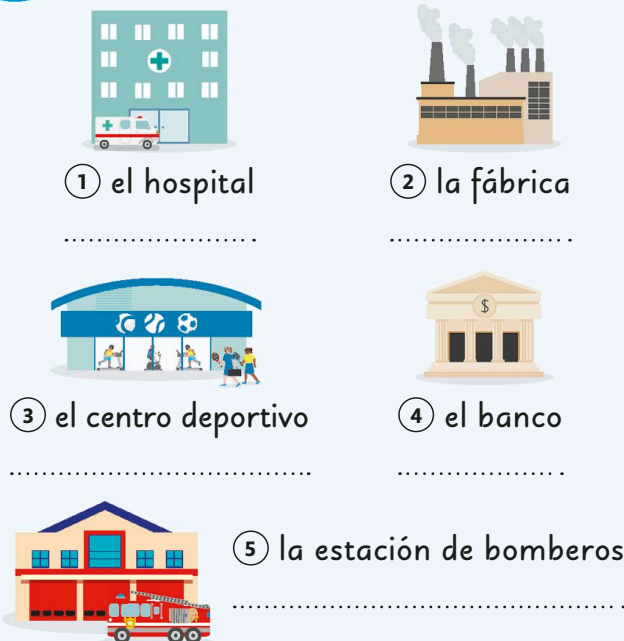 1 el hospital
2 la fábrica
3 el centro deportivo
$
4 el banco
5 la estación de bomberos